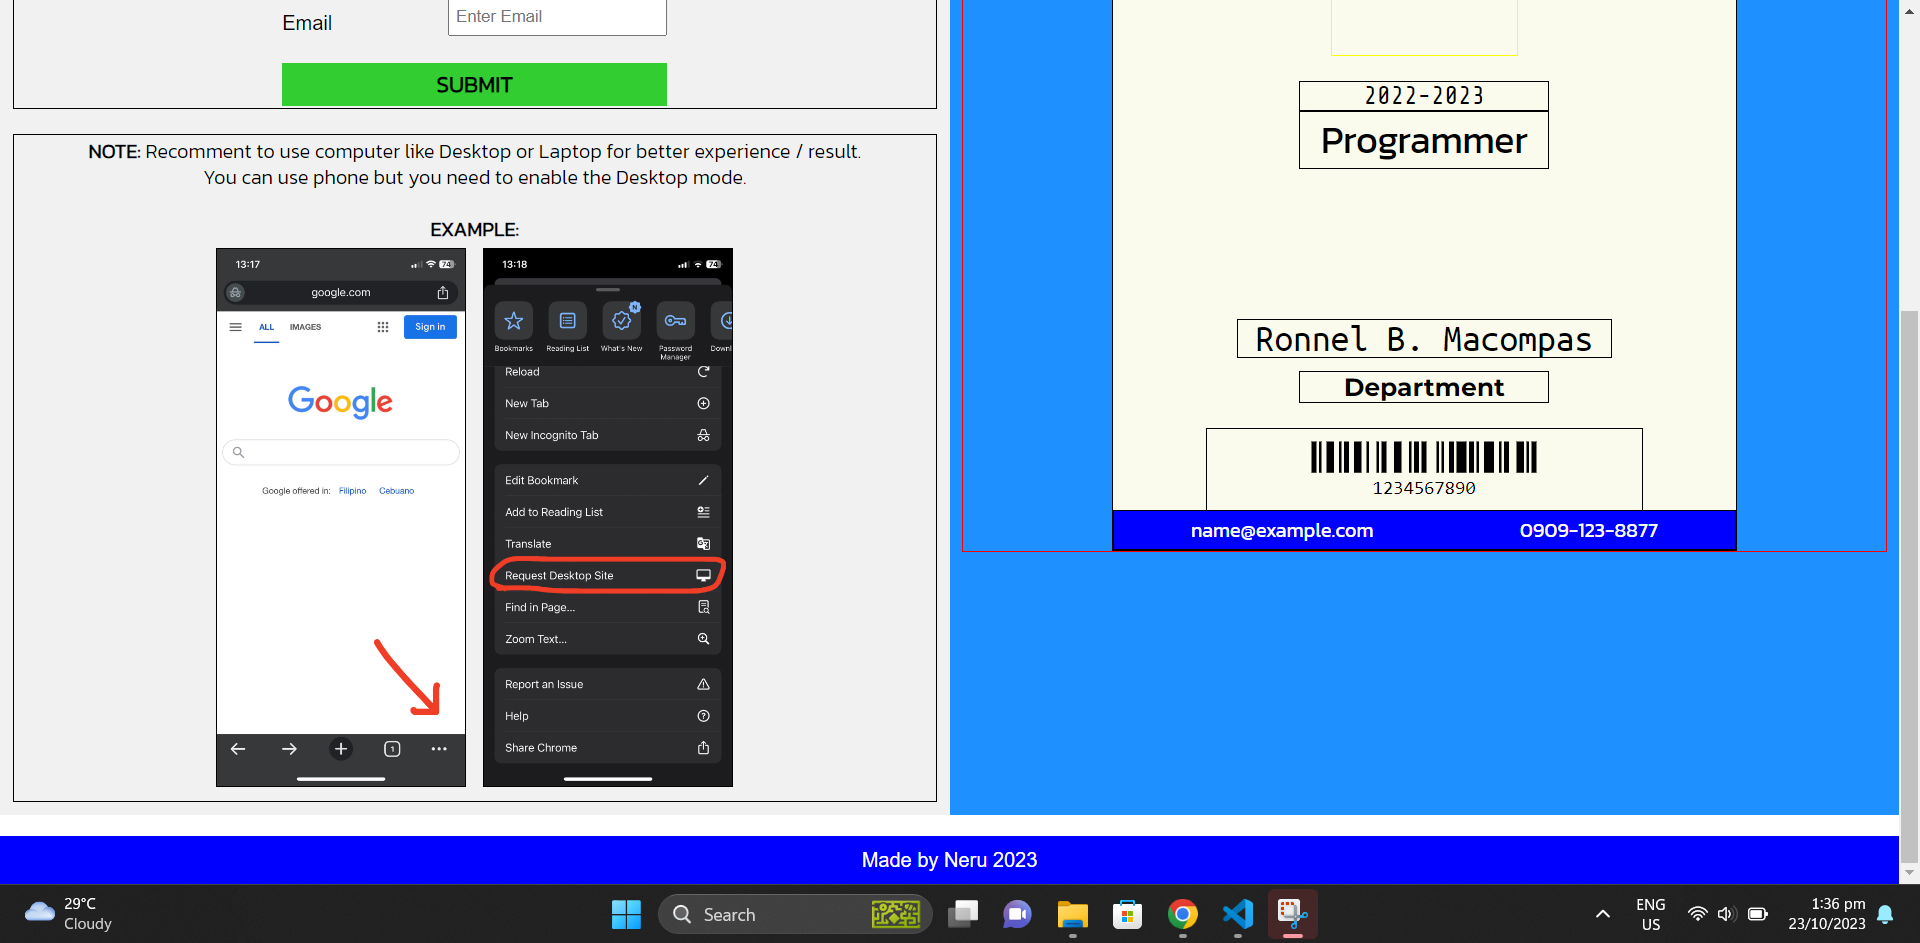 Email
Enter Email
SUBMIT
NOTE: Recomment to use computer like Desktop or Laptop for better experience / result.
You can use phone but you need to enable the Desktop mode.
EXAMPLE:
13:17
74
google.com
ALL
IMAGES
Sign in
Google
Google offered in: Filipino Cebuano
1
13:18
74
N
Bookmarks
Reading List
What's New
Password
Manager
Downl
Reload
New Tab
New Incognito Tab
Edit Bookmark
Add to Reading List
Translate
Request Desktop Site
Find in Page...
Zoom Text...
Report an Issue
Help
Share Chrome
2022-2023
Programmer
Ronnel B. Macompas
Department
1234567890
name@example.com
0909-123-8877
Made by Neru 2023
29°C
Cloudy
Search
ENG
US
1:36 pm
23/10/2023